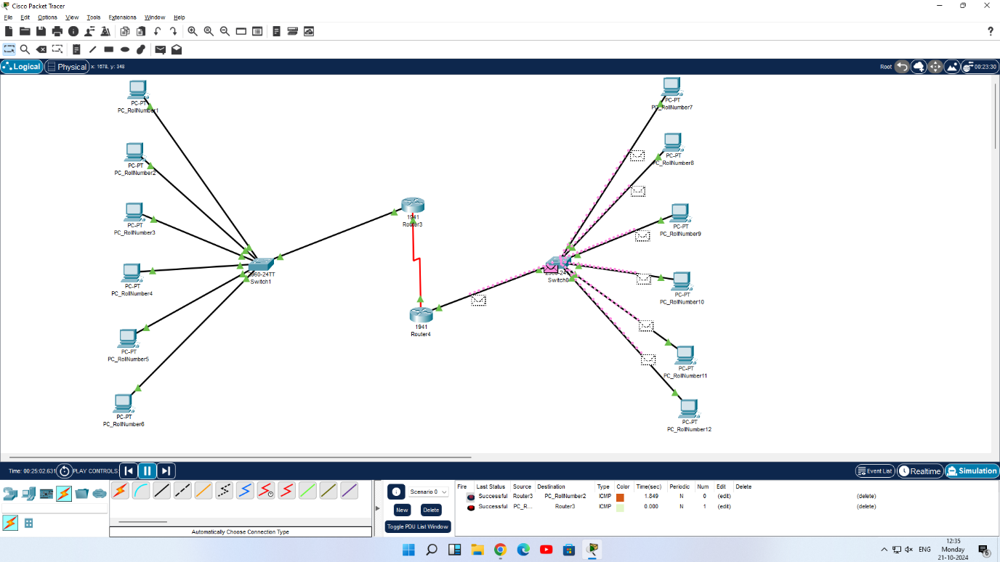 Cisco Packet Tracer
File Edit Options View Tools Extensions Window Help
Logical Physical x: 1678, y: 348 Root 00:23:30
PC-PT
PC_RollNumber1
PC-PT
PC_RollNumber2
PC-PT
PC_RollNumber3
PC-PT
PC_RollNumber4
PC-PT
PC_RollNumber5
PC-PT
PC_RollNumber6
2960-24TT
Switch1
1941
Router3
1941
Router4
2960-24TT
Switch0
PC-PT
PC_RollNumber7
PC-PT
PC_RollNumber8
PC-PT
PC_RollNumber9
PC-PT
PC_RollNumber10
PC-PT
PC_RollNumber11
PC-PT
PC_RollNumber12
Time: 00:25:02.631 PLAY CONTROLS: Event List Realtime Simulation
Scenario 0
New Delete
Toggle PDU List Window
Fire Last Status Source Destination Type Color Time(sec) Periodic Num Edit Delete
Successful Router3 PC_RollNumber2 ICMP 1.849 N 0 (edit) (delete)
Successful PC_R... Router3 ICMP 0.000 N 1 (edit) (delete)
Automatically Choose Connection Type
ENG
12:35
Monday
21-10-2024
6